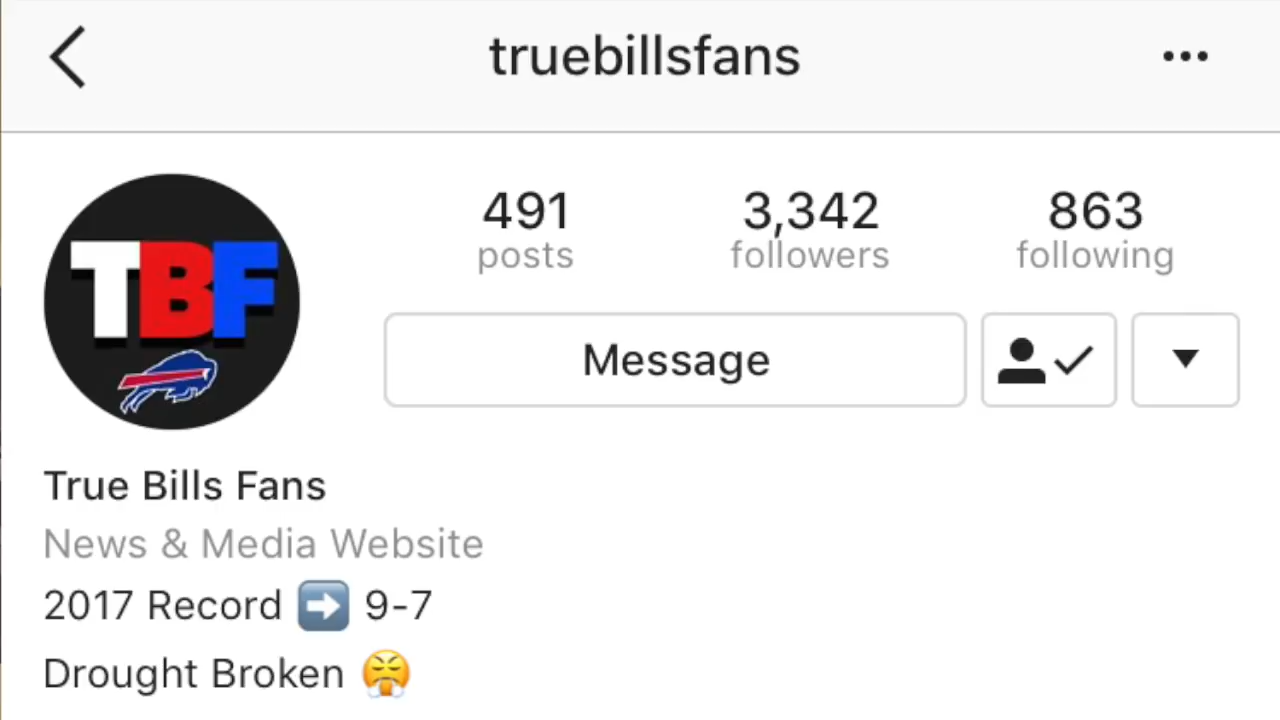 truebillsfans
TBF
491 3,342 863
posts followers following
Message
True Bills Fans
News & Media Website
2017 Record ➡️ 9-7
Drought Broken 😤